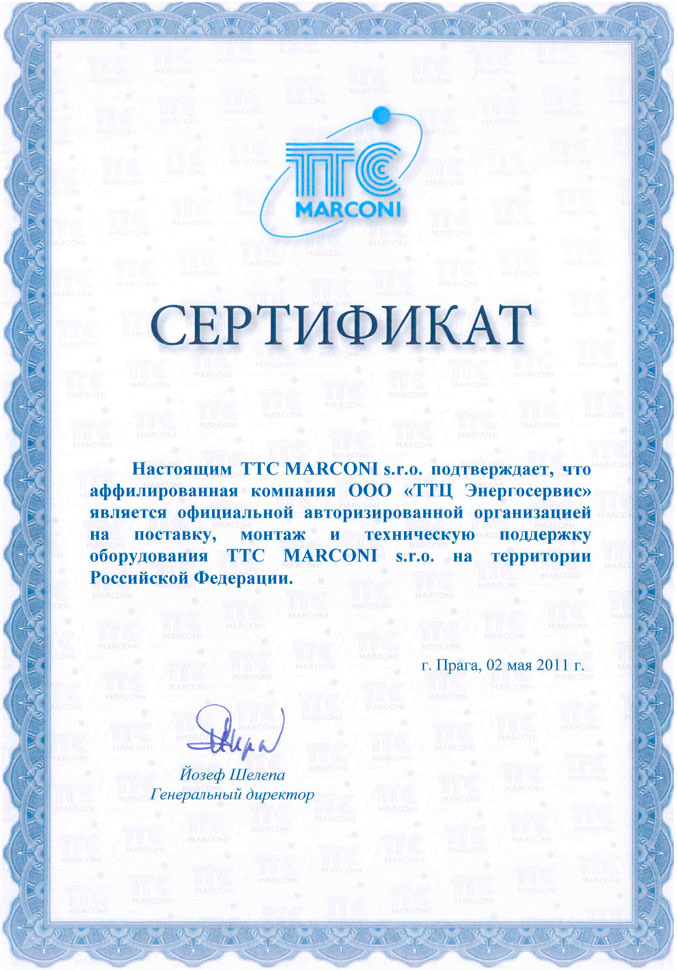 TTC
MARCONI
СЕРТИФИКАТ
Настоящим TTC MARCONI s.r.o. подтверждает, что
аффилированная компания ООО «ТТЦ Энергосервис»
является официальной авторизированной организацией
на поставку, монтаж и техническую поддержку
оборудования TTC MARCONI s.r.o. на территории
Российской Федерации.
г. Прага, 02 мая 2011 г.
Йозеф Шелепа
Генеральный директор